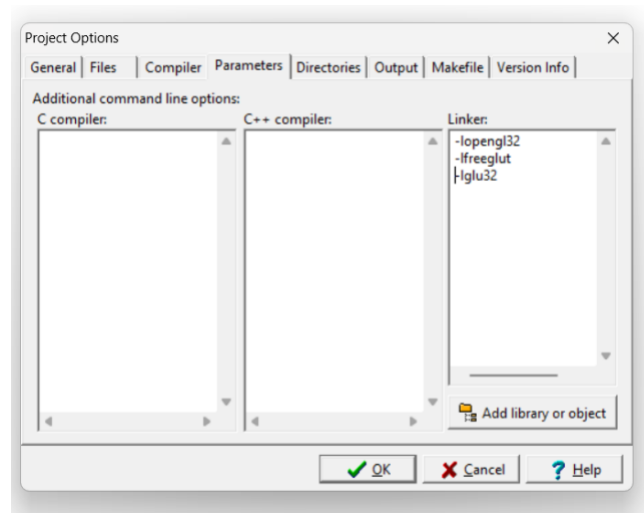 Project Options
General Files Compiler Parameters Directories Output Makefile Version Info
Additional command line options:
C compiler: C++ compiler: Linker:
-lopengl32
-lfreeglut
-lglu32
Add library or object
OK Cancel ? Help